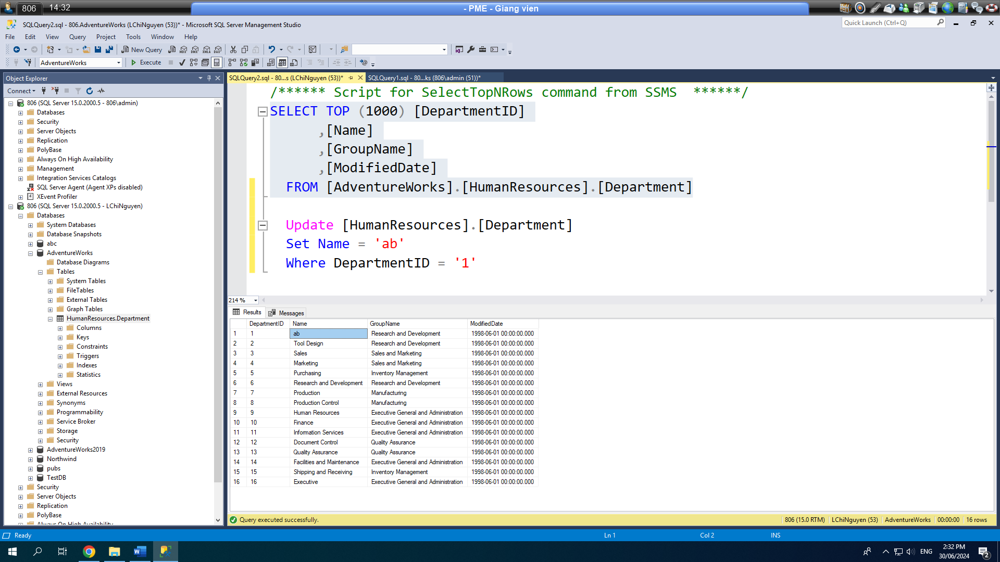 806
14:32
- PME - Giang vien
SQLQuery2.sql - 806.AdventureWorks (LChiNguyen (53))* - Microsoft SQL Server Management Studio
Quick Launch (Ctrl+Q)
File Edit View Query Project Tools Window Help
New Query
AdventureWorks
Execute
Object Explorer
Connect
806 (SQL Server 15.0.2000.5 - 806\admin)
Databases
Security
Server Objects
Replication
PolyBase
Always On High Availability
Management
Integration Services Catalogs
SQL Server Agent (Agent XPs disabled)
XEvent Profiler
806 (SQL Server 15.0.2000.5 - LChiNguyen)
Databases
System Databases
Database Snapshots
abc
AdventureWorks
Database Diagrams
Tables
System Tables
FileTables
External Tables
Graph Tables
HumanResources.Department
Columns
Keys
Constraints
Triggers
Indexes
Statistics
Views
External Resources
Synonyms
Programmability
Service Broker
Storage
Security
AdventureWorks2019
Northwind
pubs
TestDB
Security
Server Objects
Replication
PolyBase
Always On High Availability
SQLQuery2.sql - 80...s (LChiNguyen (53))*
SQLQuery1.sql - 80...ks (806\admin (51))*
/****** Script for SelectTopNRows command from SSMS ******/
SELECT TOP (1000) [DepartmentID]
,[Name]
,[GroupName]
,[ModifiedDate]
FROM [AdventureWorks].[HumanResources].[Department]
Update [HumanResources].[Department]
Set Name = 'ab'
Where DepartmentID = '1'
214 %
Results Messages
DepartmentID Name GroupName ModifiedDate
1 1 ab Research and Development 1998-06-01 00:00:00.000
2 2 Tool Design Research and Development 1998-06-01 00:00:00.000
3 3 Sales Sales and Marketing 1998-06-01 00:00:00.000
4 4 Marketing Sales and Marketing 1998-06-01 00:00:00.000
5 5 Purchasing Inventory Management 1998-06-01 00:00:00.000
6 6 Research and Development Research and Development 1998-06-01 00:00:00.000
7 7 Production Manufacturing 1998-06-01 00:00:00.000
8 8 Production Control Manufacturing 1998-06-01 00:00:00.000
9 9 Human Resources Executive General and Administration 1998-06-01 00:00:00.000
10 10 Finance Executive General and Administration 1998-06-01 00:00:00.000
11 11 Information Services Executive General and Administration 1998-06-01 00:00:00.000
12 12 Document Control Quality Assurance 1998-06-01 00:00:00.000
13 13 Quality Assurance Quality Assurance 1998-06-01 00:00:00.000
14 14 Facilities and Maintenance Executive General and Administration 1998-06-01 00:00:00.000
15 15 Shipping and Receiving Inventory Management 1998-06-01 00:00:00.000
16 16 Executive Executive General and Administration 1998-06-01 00:00:00.000
Query executed successfully.
806 (15.0 RTM) LChiNguyen (53) AdventureWorks 00:00:00 16 rows
Ready
Ln 1
Col 2
INS
ENG
2:32 PM
30/06/2024
2